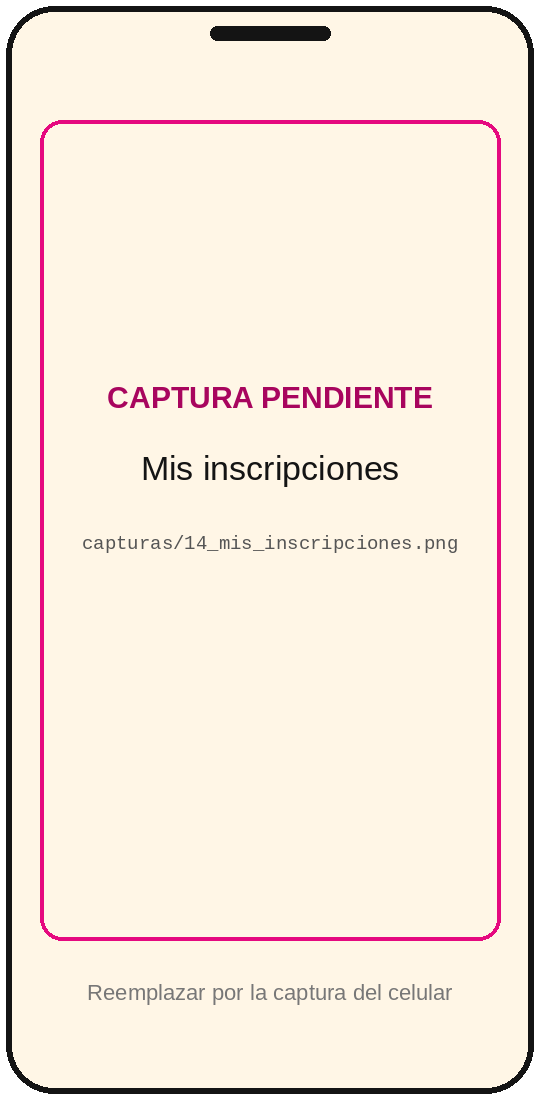 CAPTURA PENDIENTE
Mis inscripciones
capturas/14_mis_inscripciones.png
Reemplazar por la captura del celular